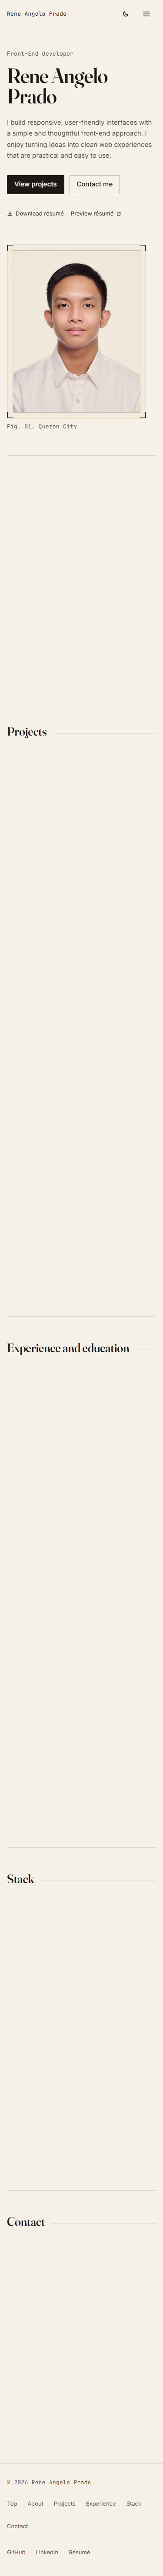 Rene Angelo Prado
Front-End Developer
Rene Angelo
Prado
I build responsive, user-friendly interfaces with
a simple and thoughtful front-end approach. I
enjoy turning ideas into clean web experiences
that are practical and easy to use.
View projects
Contact me
Download résumé
Preview résumé
Fig. 01, Quezon City
Projects
Experience and education
Stack
Contact
© 2026 Rene Angelo Prado
Top
About
Projects
Experience
Stack
Contact
GitHub
LinkedIn
Résumé